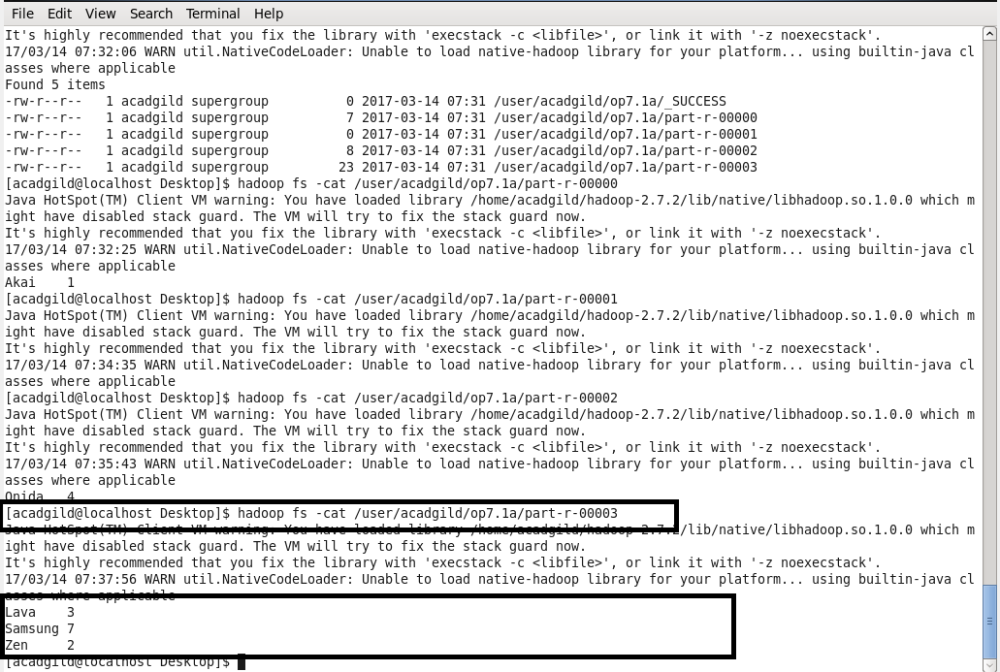 File Edit View Search Terminal Help
It's highly recommended that you fix the library with 'execstack -c <libfile>', or link it with '-z noexecstack'.
17/03/14 07:32:06 WARN util.NativeCodeLoader: Unable to load native-hadoop library for your platform... using builtin-java cl
asses where applicable
Found 5 items
-rw-r--r--   1 acadgild supergroup          0 2017-03-14 07:31 /user/acadgild/op7.1a/_SUCCESS
-rw-r--r--   1 acadgild supergroup          7 2017-03-14 07:31 /user/acadgild/op7.1a/part-r-00000
-rw-r--r--   1 acadgild supergroup          0 2017-03-14 07:31 /user/acadgild/op7.1a/part-r-00001
-rw-r--r--   1 acadgild supergroup          8 2017-03-14 07:31 /user/acadgild/op7.1a/part-r-00002
-rw-r--r--   1 acadgild supergroup         23 2017-03-14 07:31 /user/acadgild/op7.1a/part-r-00003
[acadgild@localhost Desktop]$ hadoop fs -cat /user/acadgild/op7.1a/part-r-00000
Java HotSpot(TM) Client VM warning: You have loaded library /home/acadgild/hadoop-2.7.2/lib/native/libhadoop.so.1.0.0 which m
ight have disabled stack guard. The VM will try to fix the stack guard now.
It's highly recommended that you fix the library with 'execstack -c <libfile>', or link it with '-z noexecstack'.
17/03/14 07:32:25 WARN util.NativeCodeLoader: Unable to load native-hadoop library for your platform... using builtin-java cl
asses where applicable
Akai    1
[acadgild@localhost Desktop]$ hadoop fs -cat /user/acadgild/op7.1a/part-r-00001
Java HotSpot(TM) Client VM warning: You have loaded library /home/acadgild/hadoop-2.7.2/lib/native/libhadoop.so.1.0.0 which m
ight have disabled stack guard. The VM will try to fix the stack guard now.
It's highly recommended that you fix the library with 'execstack -c <libfile>', or link it with '-z noexecstack'.
17/03/14 07:34:35 WARN util.NativeCodeLoader: Unable to load native-hadoop library for your platform... using builtin-java cl
asses where applicable
[acadgild@localhost Desktop]$ hadoop fs -cat /user/acadgild/op7.1a/part-r-00002
Java HotSpot(TM) Client VM warning: You have loaded library /home/acadgild/hadoop-2.7.2/lib/native/libhadoop.so.1.0.0 which m
ight have disabled stack guard. The VM will try to fix the stack guard now.
It's highly recommended that you fix the library with 'execstack -c <libfile>', or link it with '-z noexecstack'.
17/03/14 07:35:43 WARN util.NativeCodeLoader: Unable to load native-hadoop library for your platform... using builtin-java cl
asses where applicable
Onida   4
[acadgild@localhost Desktop]$ hadoop fs -cat /user/acadgild/op7.1a/part-r-00003
Java HotSpot(TM) Client VM warning: You have loaded library /home/acadgild/hadoop-2.7.2/lib/native/libhadoop.so.1.0.0 which m
ight have disabled stack guard. The VM will try to fix the stack guard now.
It's highly recommended that you fix the library with 'execstack -c <libfile>', or link it with '-z noexecstack'.
17/03/14 07:37:56 WARN util.NativeCodeLoader: Unable to load native-hadoop library for your platform... using builtin-java cl
asses where applicable
Lava    3
Samsung 7
Zen     2
[acadgild@localhost Desktop]$